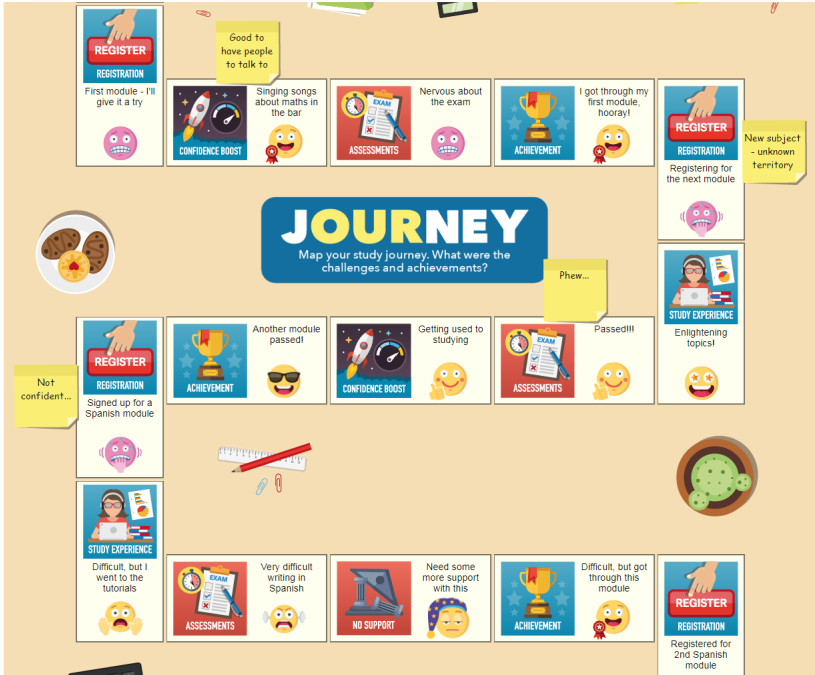 REGISTER
REGISTRATION
First module - I'll
give it a try
Good to
have people
to talk to
CONFIDENCE BOOST
Singing songs
about maths in
the bar
EXAM
ASSESSMENTS
Nervous about
the exam
ACHIEVEMENT
I got through my
first module,
hooray!
REGISTER
REGISTRATION
Registering for
the next module
New subject
- unknown
territory
JOURNEY
Map your study journey. What were the
challenges and achievements?
STUDY EXPERIENCE
Enlightening
topics!
Phew...
EXAM
ASSESSMENTS
Passed!!!
CONFIDENCE BOOST
Getting used to
studying
ACHIEVEMENT
Another module
passed!
REGISTER
REGISTRATION
Signed up for a
Spanish module
Not
confident...
STUDY EXPERIENCE
Difficult, but I
went to the
tutorials
EXAM
ASSESSMENTS
Very difficult
writing in
Spanish
NO SUPPORT
Need some
more support
with this
ACHIEVEMENT
Difficult, but got
through this
module
REGISTER
REGISTRATION
Registered for
2nd Spanish
module